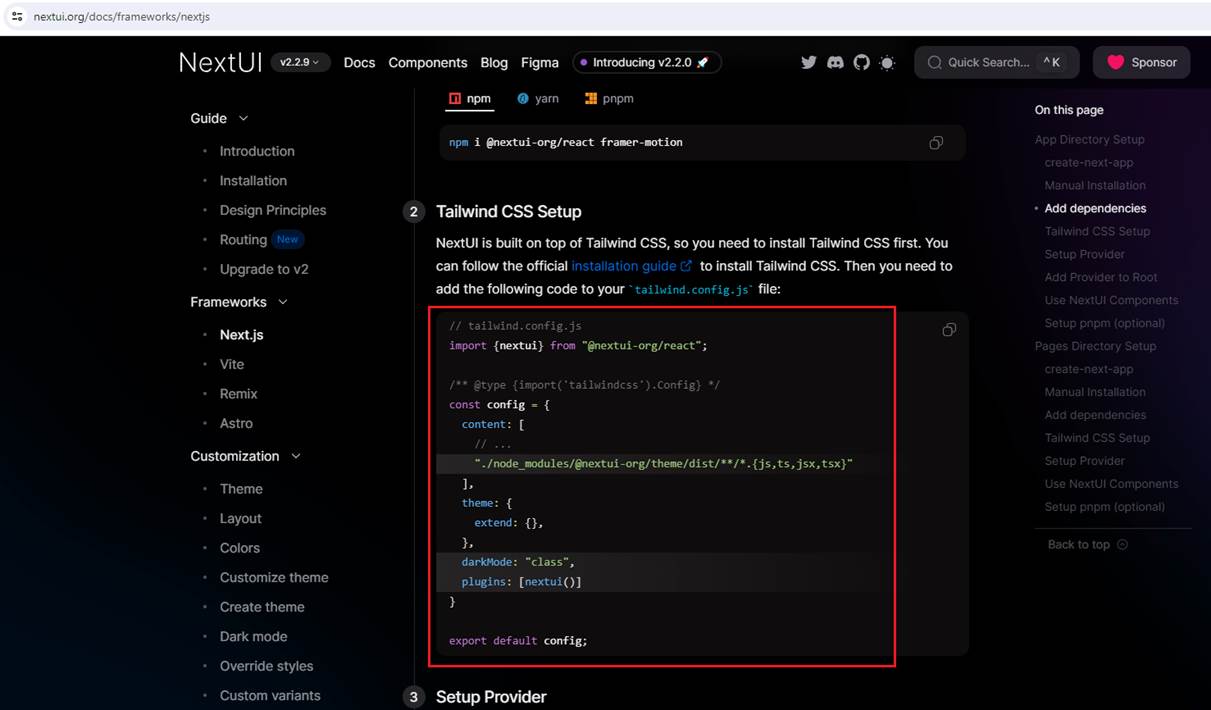 nextui.org/docs/frameworks/nextjs
NextUI v2.2.9 Docs Components Blog Figma Introducing v2.2.0 🚀 Quick Search... ^ K Sponsor
Guide
• Introduction
• Installation
• Design Principles
• Routing New
• Upgrade to v2
Frameworks
• Next.js
• Vite
• Remix
• Astro
Customization
• Theme
• Layout
• Colors
• Customize theme
• Create theme
• Dark mode
• Override styles
• Custom variants
npm yarn pnpm
npm i @nextui-org/react framer-motion
2 Tailwind CSS Setup
NextUI is built on top of Tailwind CSS, so you need to install Tailwind CSS first. You
can follow the official installation guide to install Tailwind CSS. Then you need to
add the following code to your `tailwind.config.js` file:
// tailwind.config.js
import {nextui} from "@nextui-org/react";
/** @type {import('tailwindcss').Config} */
const config = {
content: [
// ...
"./node_modules/@nextui-org/theme/dist/**/*.{js,ts,jsx,tsx}"
],
theme: {
extend: {},
},
darkMode: "class",
plugins: [nextui()]
}
export default config;
3 Setup Provider
On this page
App Directory Setup
create-next-app
Manual Installation
• Add dependencies
Tailwind CSS Setup
Setup Provider
Add Provider to Root
Use NextUI Components
Setup pnpm (optional)
Pages Directory Setup
create-next-app
Manual Installation
Add dependencies
Tailwind CSS Setup
Setup Provider
Use NextUI Components
Setup pnpm (optional)
Back to top